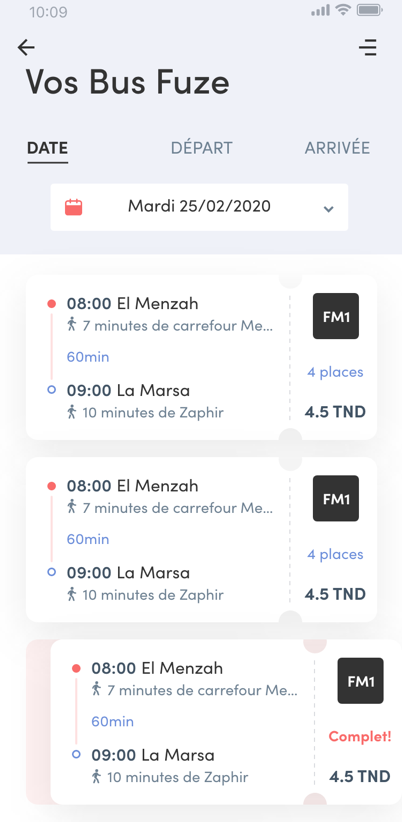 10:09
Vos Bus Fuze
DATE DÉPART ARRIVÉE
Mardi 25/02/2020
08:00 El Menzah
7 minutes de carrefour Me...
60min
09:00 La Marsa
10 minutes de Zaphir
FM1
4 places
4.5 TND
08:00 El Menzah
7 minutes de carrefour Me...
60min
09:00 La Marsa
10 minutes de Zaphir
FM1
4 places
4.5 TND
08:00 El Menzah
7 minutes de carrefour Me...
60min
09:00 La Marsa
10 minutes de Zaphir
FM1
Complet!
4.5 TND